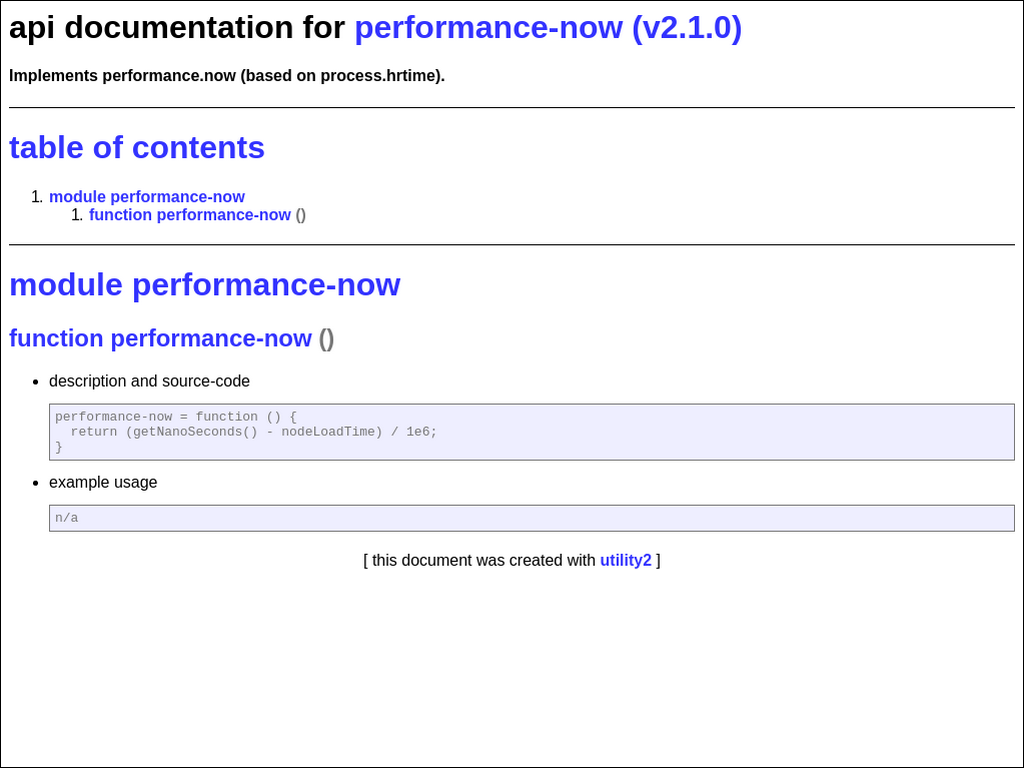 api documentation for performance-now (v2.1.0)
Implements performance.now (based on process.hrtime).
table of contents
1. module performance-now
1. function performance-now ()
module performance-now
function performance-now ()
• description and source-code
performance-now = function () {
  return (getNanoSeconds() - nodeLoadTime) / 1e6;
}
• example usage
n/a
[ this document was created with utility2 ]